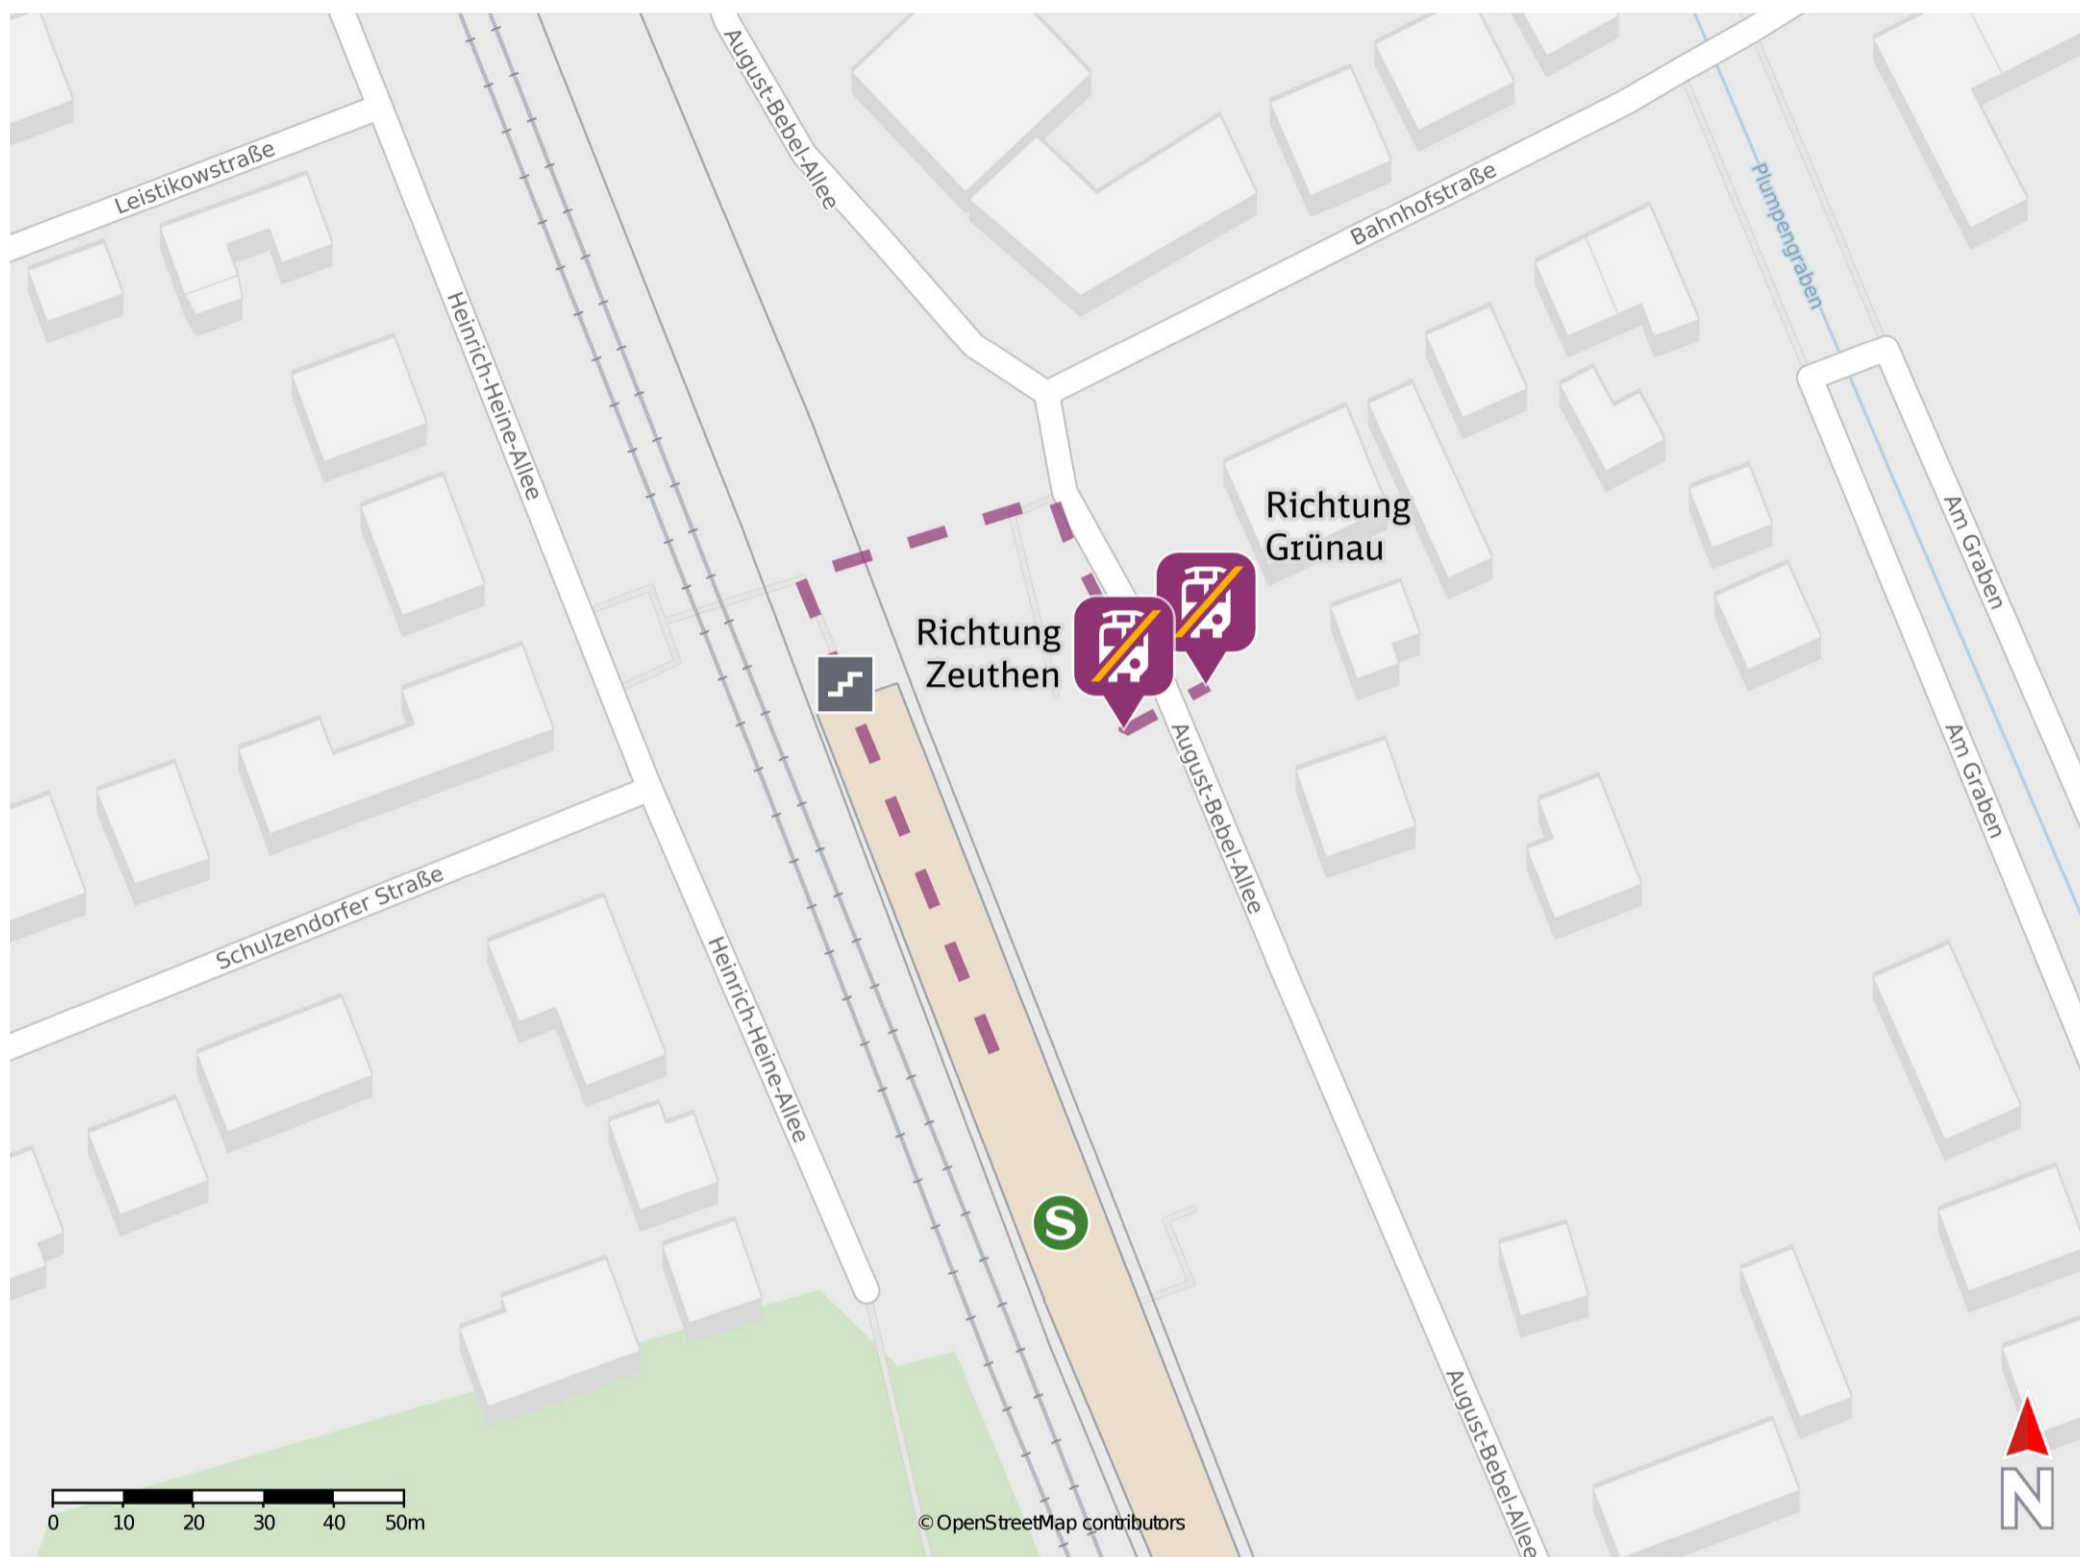 August-Bebel-Allee
Leistikowstraße
Bahnhofstraße
Plumpengraben
Heinrich-Heine-Allee
Richtung
Grünau
Am Graben
Richtung
Zeuthen
August-Bebel-Allee
Am Graben
Schulzendorfer Straße
Heinrich-Heine-Allee
S
August-Bebel-Allee
0 10 20 30 40 50m
© OpenStreetMap contributors
N